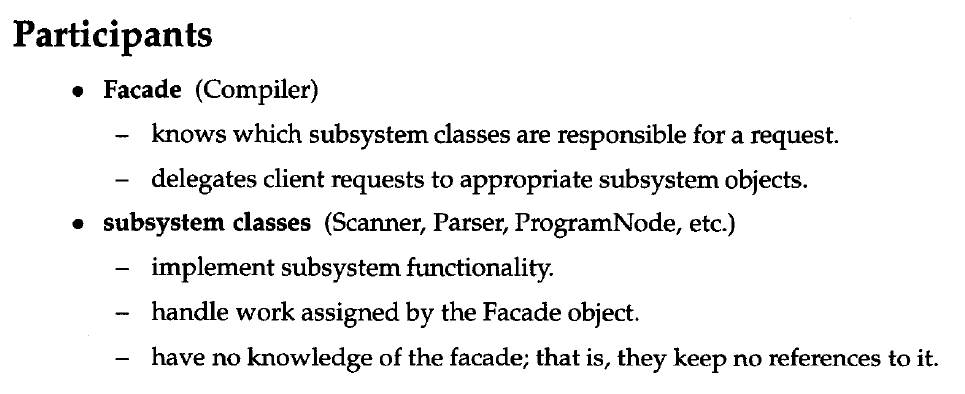 Participants
• Facade (Compiler)
– knows which subsystem classes are responsible for a request.
– delegates client requests to appropriate subsystem objects.
• subsystem classes (Scanner, Parser, ProgramNode, etc.)
– implement subsystem functionality.
– handle work assigned by the Facade object.
– have no knowledge of the facade; that is, they keep no references to it.